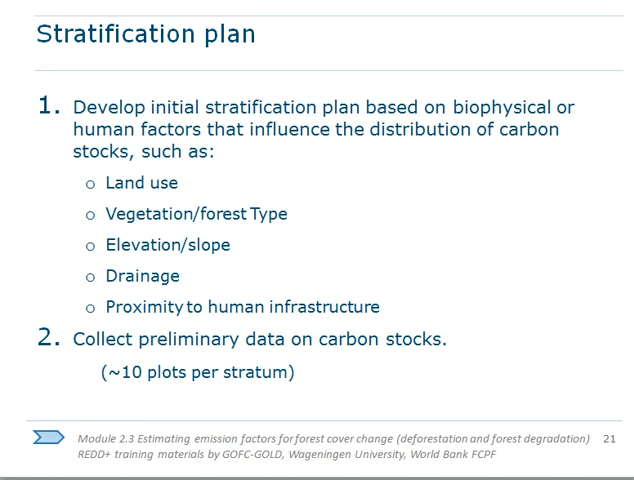 Stratification plan
1. Develop initial stratification plan based on biophysical or
human factors that influence the distribution of carbon
stocks, such as:
o Land use
o Vegetation/forest Type
o Elevation/slope
o Drainage
o Proximity to human infrastructure
2. Collect preliminary data on carbon stocks.
(~10 plots per stratum)
Module 2.3 Estimating emission factors for forest cover change (deforestation and forest degradation) 21
REDD+ training materials by GOFC-GOLD, Wageningen University, World Bank FCPF